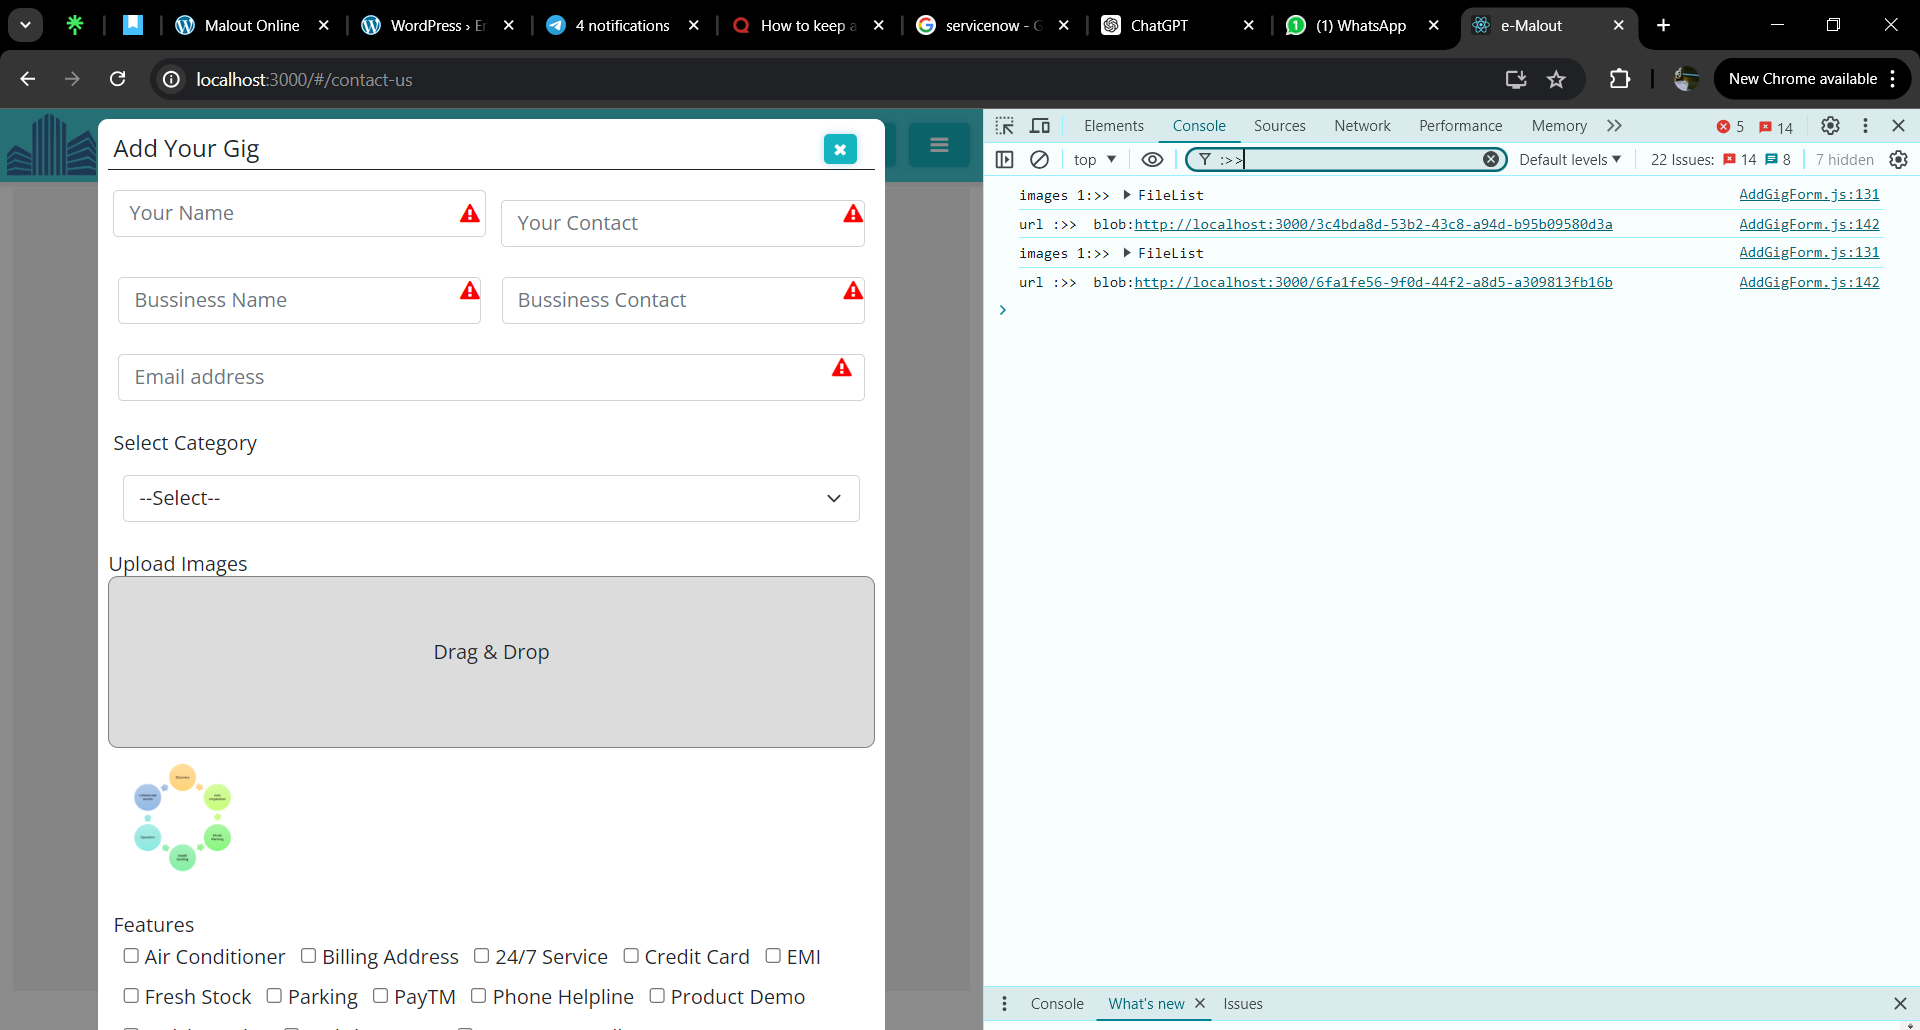 Malout Online
WordPress › Er
4 notifications
How to keep a
servicenow - G
ChatGPT
(1) WhatsApp
e-Malout
localhost:3000/#/contact-us
New Chrome available
Add Your Gig
Your Name
Your Contact
Bussiness Name
Bussiness Contact
Email address
Select Category
--Select--
Upload Images
Drag & Drop
Features
Air Conditioner Billing Address 24/7 Service Credit Card EMI
Fresh Stock Parking PayTM Phone Helpline Product Demo
Elements Console Sources Network Performance Memory 5 14
top :>> Default levels 22 Issues: 14 8 7 hidden
images 1:>> FileList AddGigForm.js:131
url :>> blob:http://localhost:3000/3c4bda8d-53b2-43c8-a94d-b95b09580d3a AddGigForm.js:142
images 1:>> FileList AddGigForm.js:131
url :>> blob:http://localhost:3000/6fa1fe56-9f0d-44f2-a8d5-a309813fb16b AddGigForm.js:142
Console What's new Issues